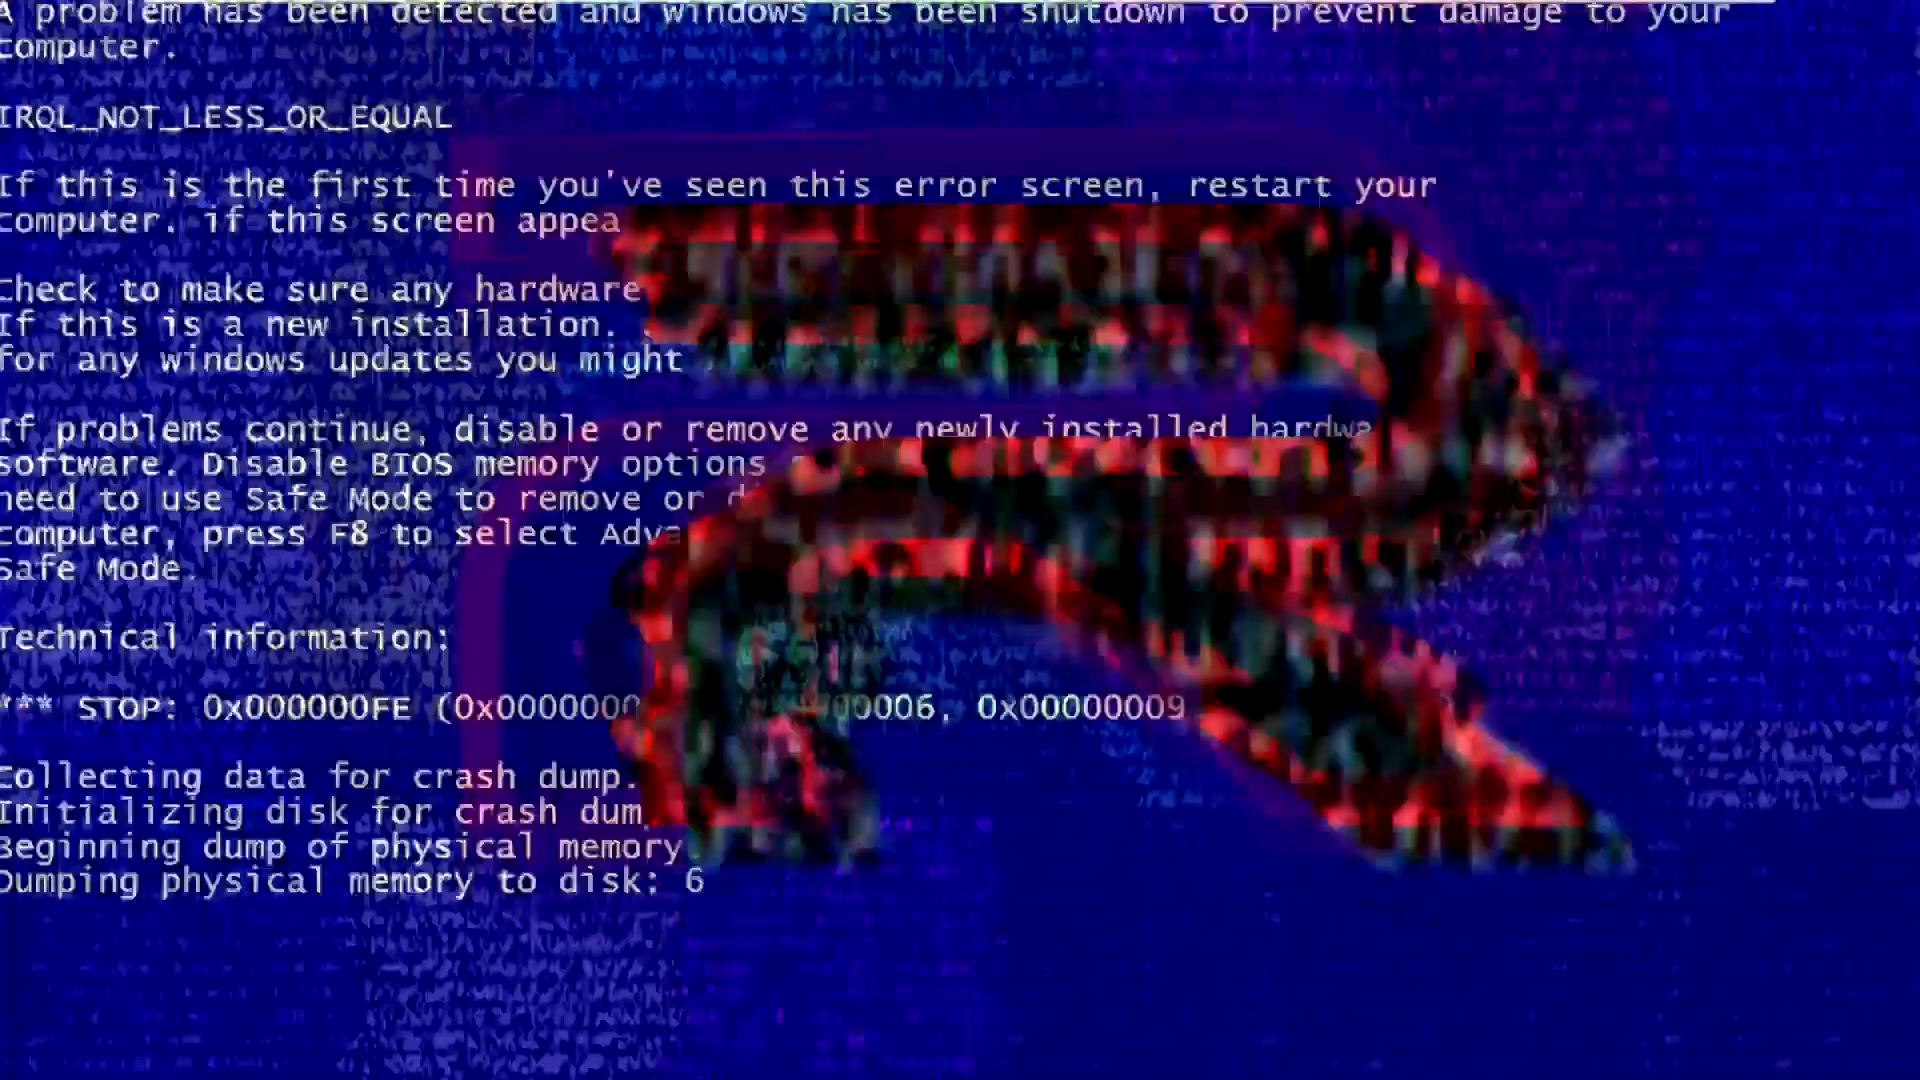 A problem has been detected and windows has been shutdown to prevent damage to your
computer.
IRQL_NOT_LESS_OR_EQUAL
If this is the first time you've seen this error screen, restart your
computer. if this screen appea
Check to make sure any hardware
If this is a new installation.
for any windows updates you might
If problems continue, disable or remove any newly installed hardwa
software. Disable BIOS memory options
need to use Safe Mode to remove or
computer, press F8 to select Adva
Safe Mode.
Technical information:
*** STOP: 0x000000FE (0x0000000 00006, 0x00000009
Collecting data for crash dump.
Initializing disk for crash dum
Beginning dump of physical memory
Dumping physical memory to disk: 6